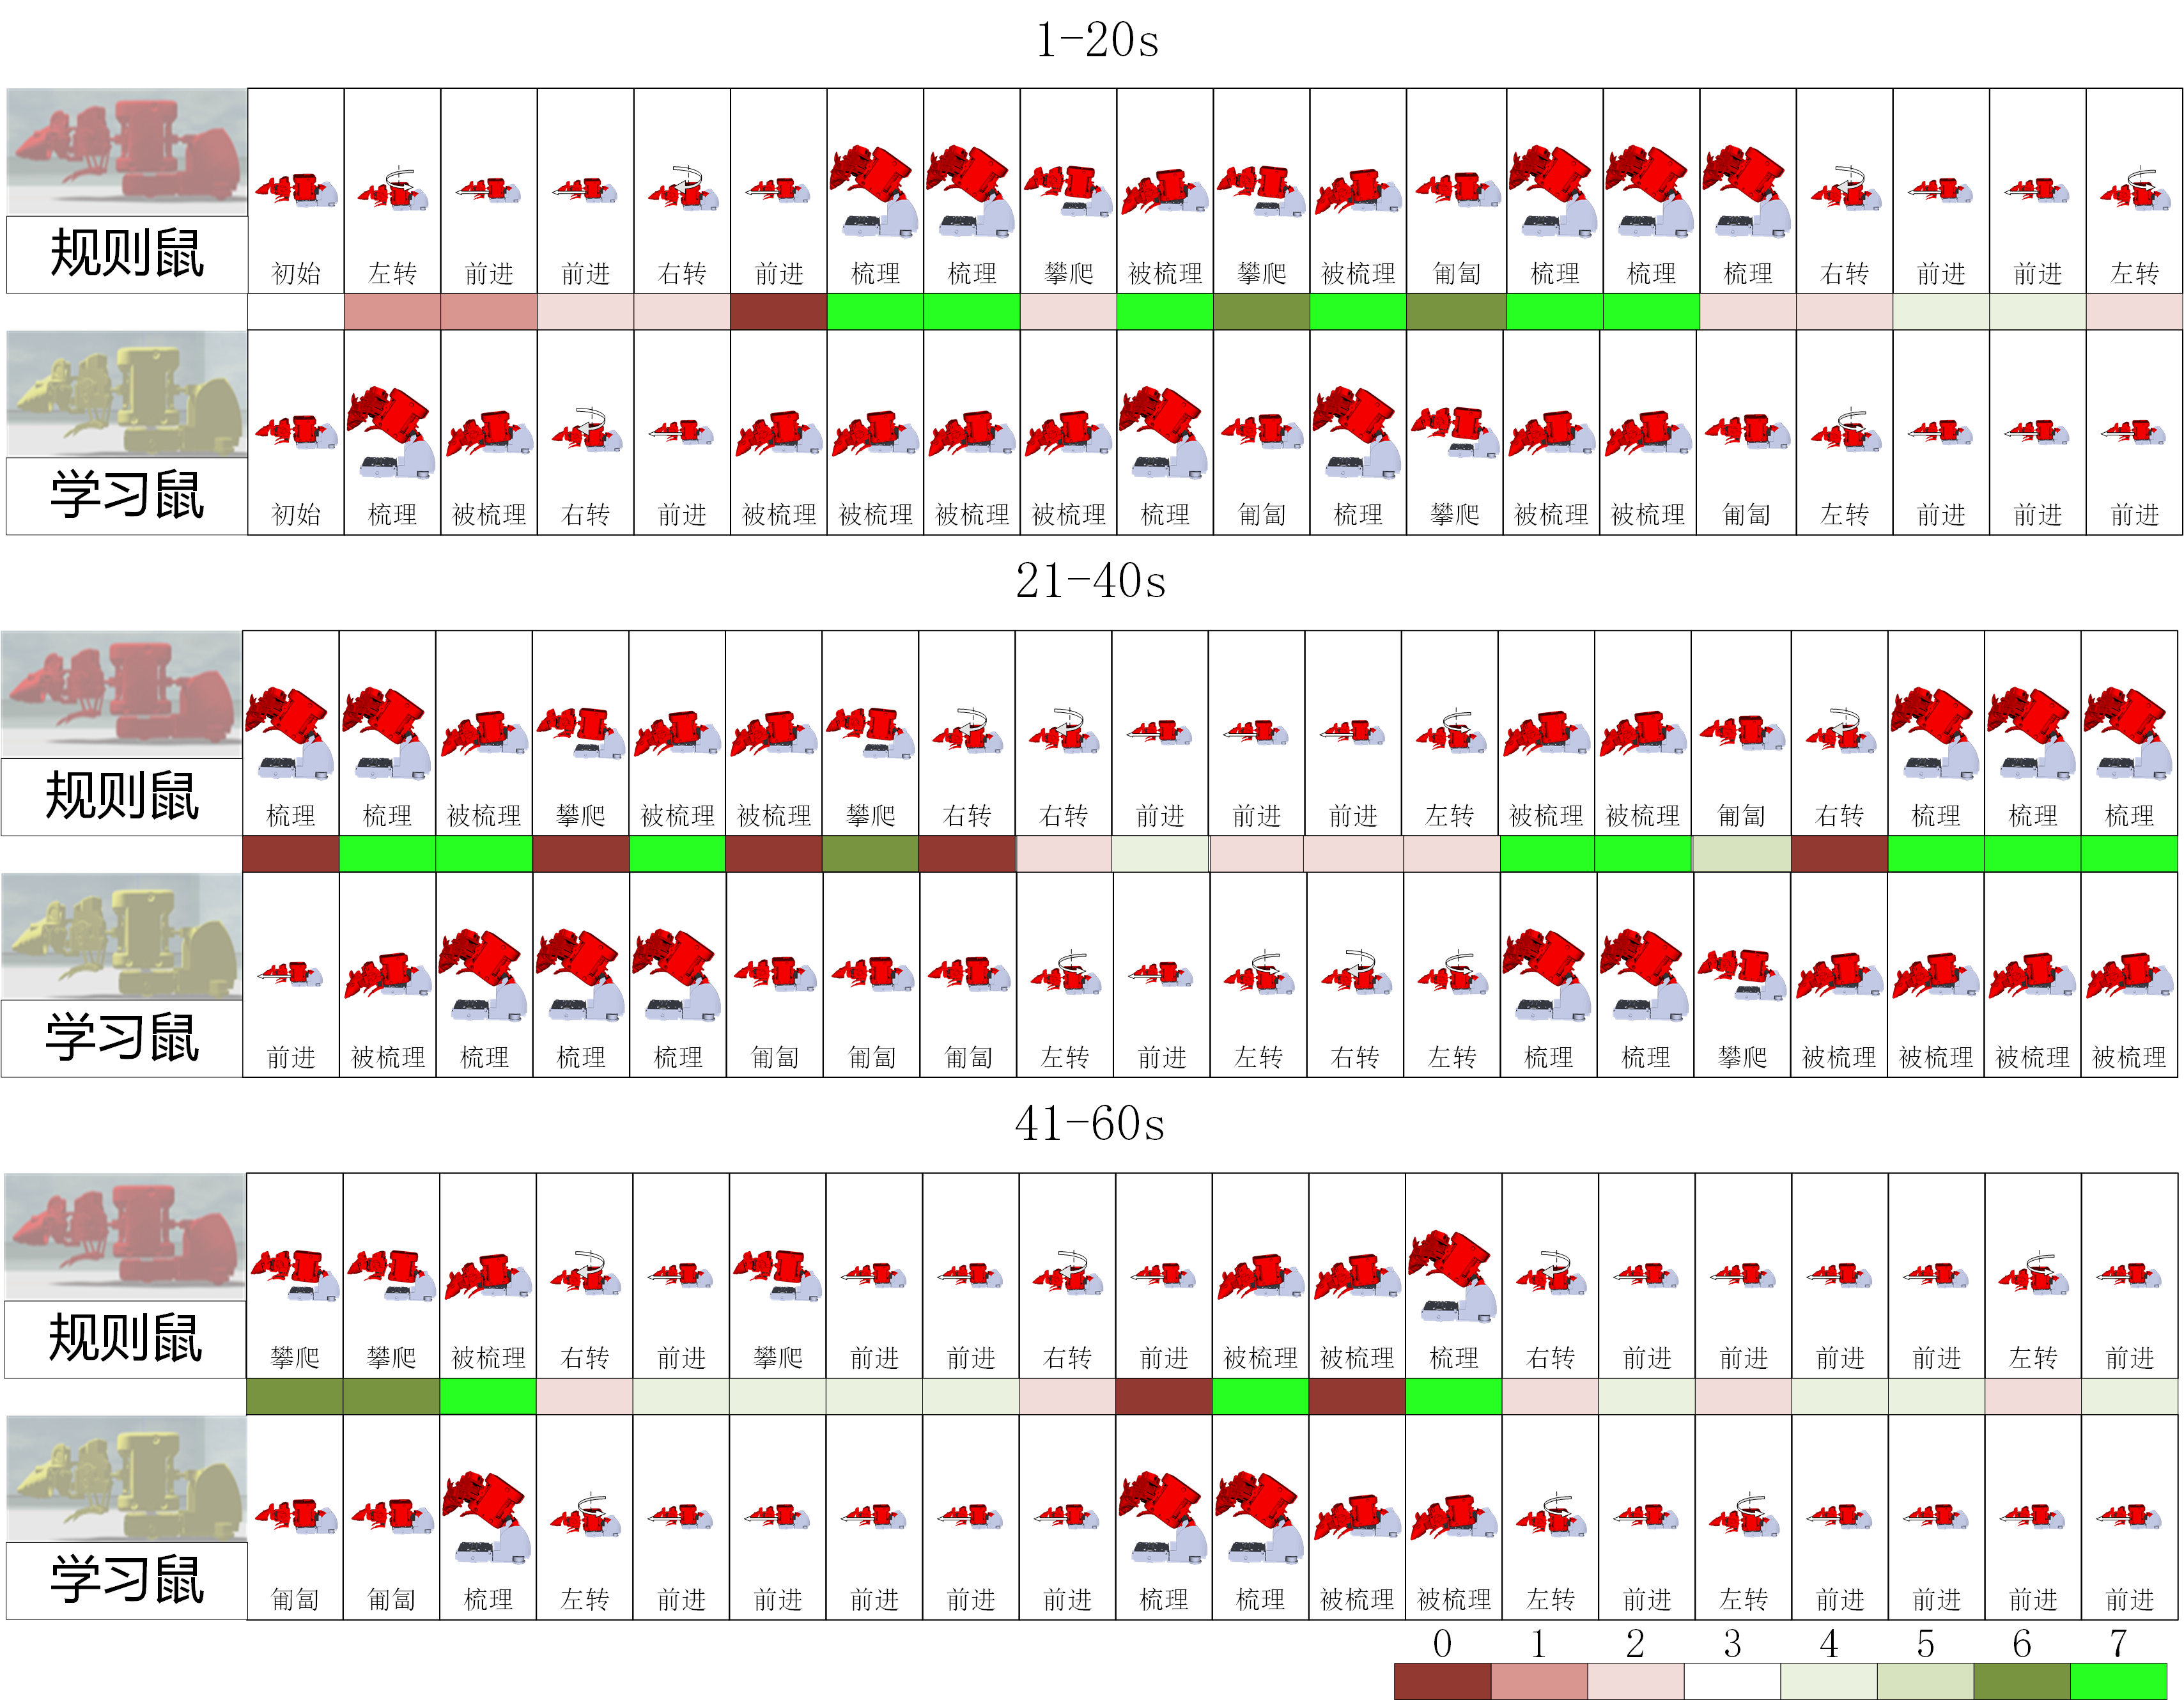 1-20s
规则鼠
初始 左转 前进 前进 右转 前进 梳理 梳理 攀爬 被梳理 攀爬 被梳理 匍匐 梳理 梳理 梳理 右转 前进 前进 左转
学习鼠
初始 梳理 被梳理 右转 前进 被梳理 被梳理 被梳理 被梳理 梳理 匍匐 梳理 攀爬 被梳理 被梳理 匍匐 左转 前进 前进 前进
21-40s
规则鼠
梳理 梳理 被梳理 攀爬 被梳理 被梳理 攀爬 右转 右转 前进 前进 前进 左转 被梳理 被梳理 匍匐 右转 梳理 梳理 梳理
学习鼠
前进 被梳理 梳理 梳理 梳理 匍匐 匍匐 匍匐 左转 前进 左转 右转 左转 梳理 梳理 攀爬 被梳理 被梳理 被梳理 被梳理
41-60s
规则鼠
攀爬 攀爬 被梳理 右转 前进 攀爬 前进 前进 右转 前进 被梳理 被梳理 梳理 右转 前进 前进 前进 前进 左转 前进
学习鼠
匍匐 匍匐 梳理 左转 前进 前进 前进 前进 前进 梳理 梳理 被梳理 被梳理 左转 前进 左转 前进 前进 前进 前进
0 1 2 3 4 5 6 7